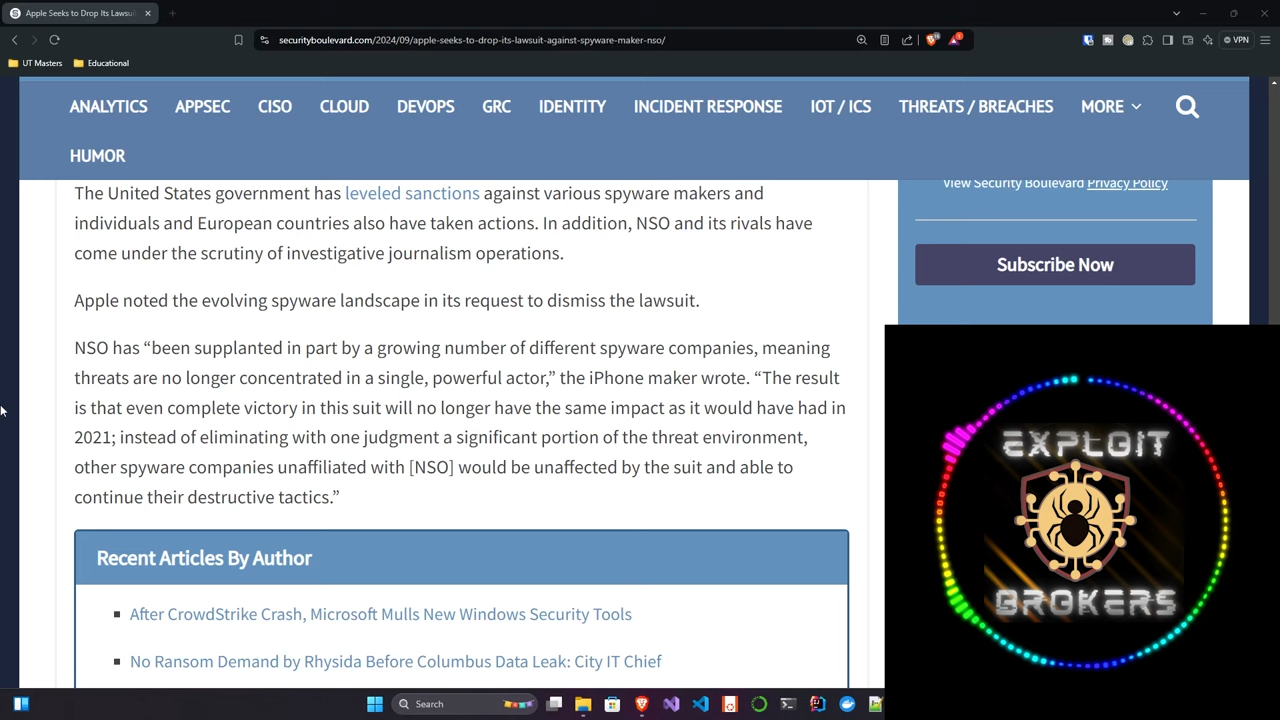 Apple Seeks to Drop Its Lawsui
securityboulevard.com/2024/09/apple-seeks-to-drop-its-lawsuit-against-spyware-maker-nso/
VPN
UT Masters
Educational
ANALYTICS
APPSEC
CISO
CLOUD
DEVOPS
GRC
IDENTITY
INCIDENT RESPONSE
IOT / ICS
THREATS / BREACHES
MORE
HUMOR
The United States government has leveled sanctions against various spyware makers and
individuals and European countries also have taken actions. In addition, NSO and its rivals have
come under the scrutiny of investigative journalism operations.
Apple noted the evolving spyware landscape in its request to dismiss the lawsuit.
NSO has “been supplanted in part by a growing number of different spyware companies, meaning
threats are no longer concentrated in a single, powerful actor,” the iPhone maker wrote. “The result
is that even complete victory in this suit will no longer have the same impact as it would have had in
2021; instead of eliminating with one judgment a significant portion of the threat environment,
other spyware companies unaffiliated with [NSO] would be unaffected by the suit and able to
continue their destructive tactics.”
Recent Articles By Author
After CrowdStrike Crash, Microsoft Mulls New Windows Security Tools
No Ransom Demand by Rhysida Before Columbus Data Leak: City IT Chief
View Security Boulevard Privacy Policy
Subscribe Now
EXPLOIT
BROKERS
Search